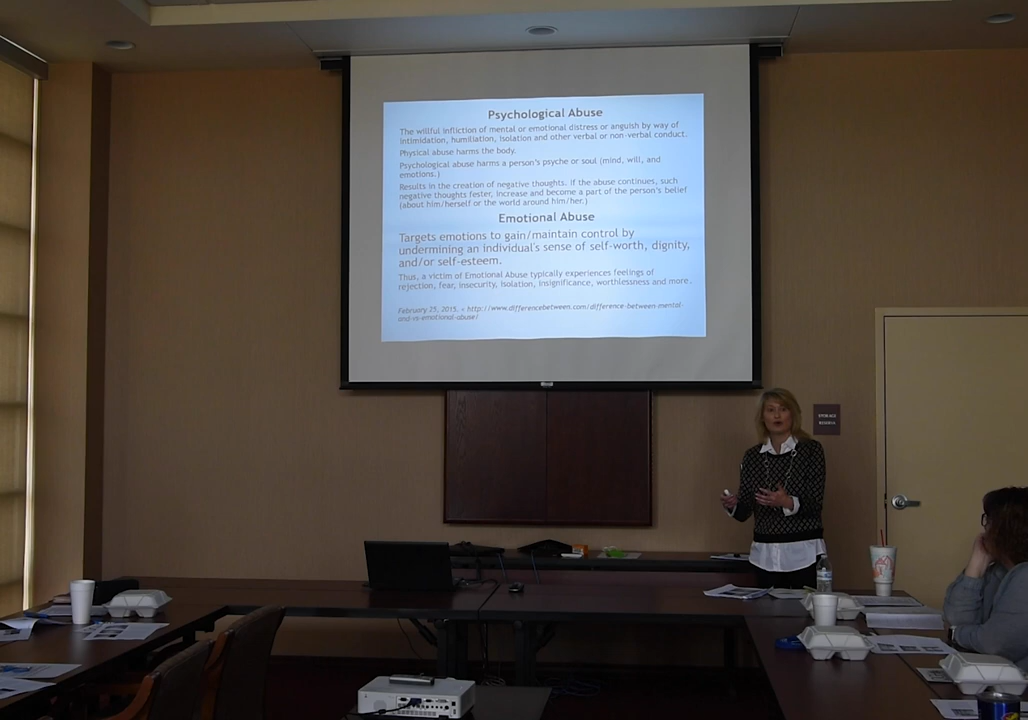 Psychological Abuse
The willful infliction of mental or emotional distress or anguish by way of
intimidation, humiliation, isolation and other verbal or non-verbal conduct.
Physical abuse harms the body.
Psychological abuse harms a person's psyche or soul (mind, will, and
emotions.)
Results in the creation of negative thoughts. If the abuse continues, such
negative thoughts fester, increase and become a part of the person's belief
(about him/herself or the world around him/her.)
Emotional Abuse
Targets emotions to gain/maintain control by
undermining an individual's sense of self-worth, dignity,
and/or self-esteem.
Thus, a victim of Emotional Abuse typically experiences feelings of
rejection, fear, insecurity, isolation, insignificance, worthlessness and more.
February 25, 2015. < http://www.differencebetween.com/difference-between-mental-
and-vs-emotional-abuse/
STORAGE